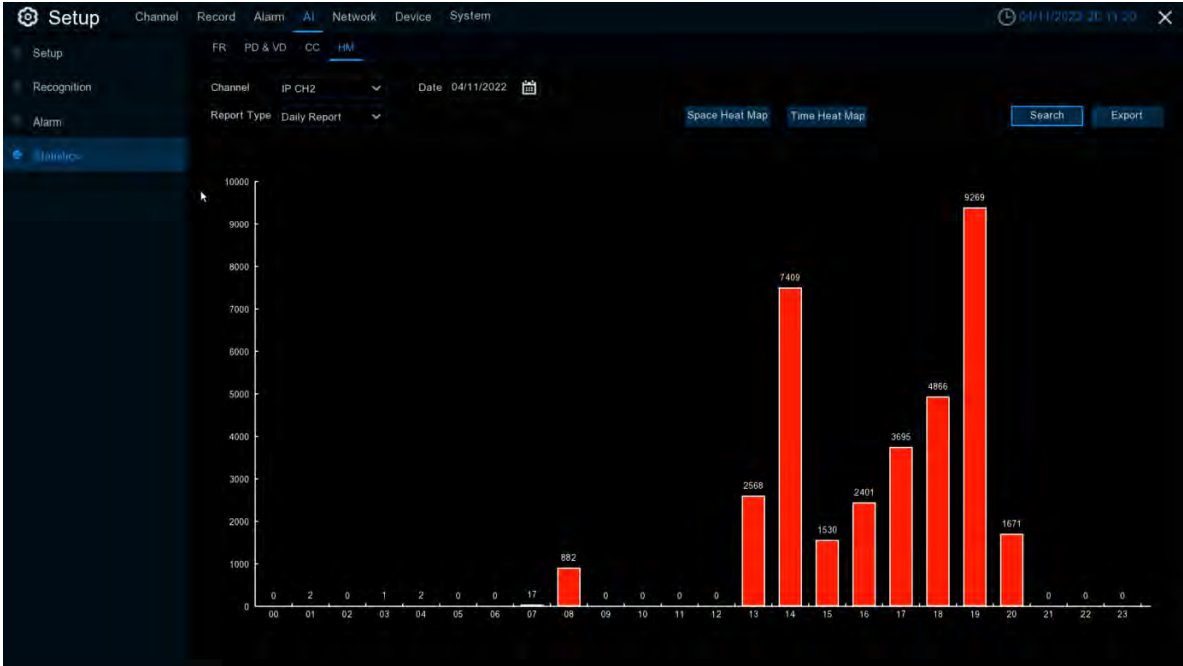 Setup Channel Record Alarm AI Network Device System
Setup
Recognition
Alarm
Statistics
FR PD & VD CC HM
Channel IP CH2 Date 04/11/2022
Report Type Daily Report Space Heat Map Time Heat Map Search Export
10000
9000
8000
7000
6000
5000
4000
3000
2000
1000
0
0 2 0 1 2 0 0 17 882 0 0 0 0 2568 7409 1530 2401 3695 4866 9269 1671 0 0 0
00 01 02 03 04 05 06 07 08 09 10 11 12 13 14 15 16 17 18 19 20 21 22 23